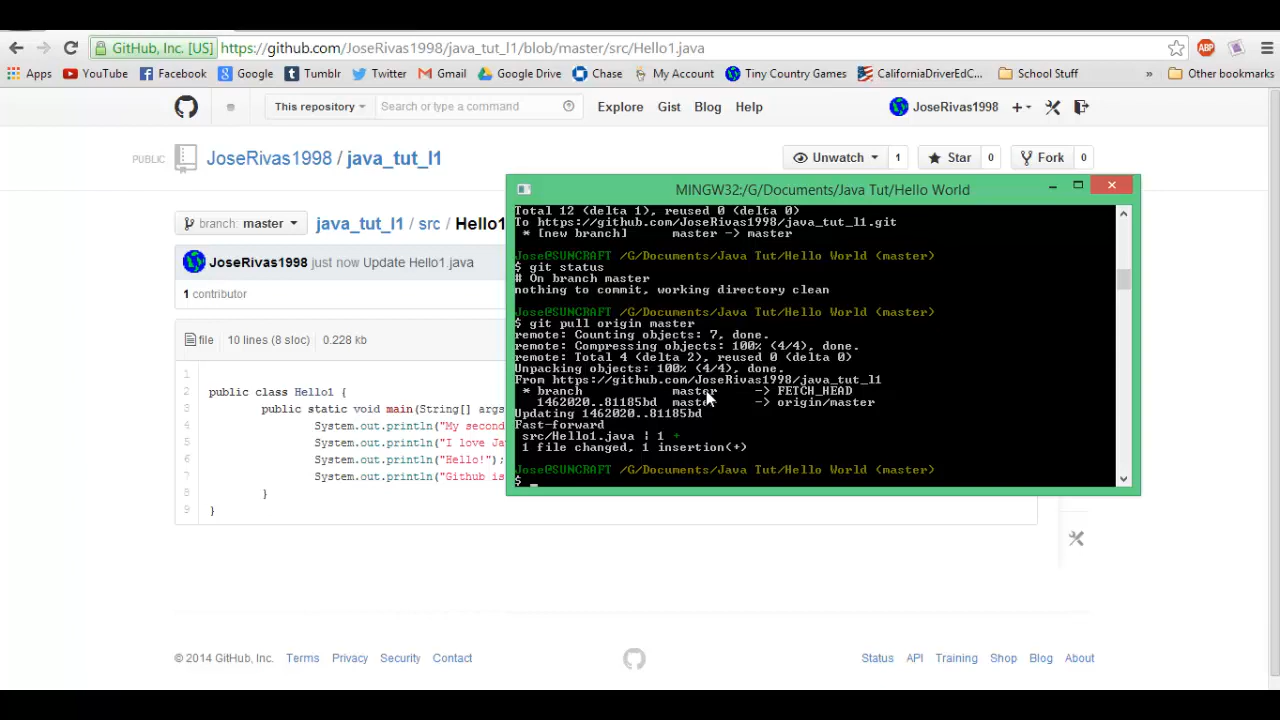 GitHub, Inc. [US] https://github.com/JoseRivas1998/java_tut_l1/blob/master/src/Hello1.java
Apps YouTube Facebook Google Tumblr Twitter Gmail Google Drive Chase My Account Tiny Country Games CaliforniaDriverEdC... School Stuff » Other bookmarks
This repository Search or type a command Explore Gist Blog Help JoseRivas1998
PUBLIC JoseRivas1998 / java_tut_l1 Unwatch 1 Star 0 Fork 0
branch: master java_tut_l1 / src / Hello1
JoseRivas1998 just now Update Hello1.java
1 contributor
file 10 lines (8 sloc) 0.228 kb
1
2 public class Hello1 {
3 public static void main(String[] args
4 System.out.println("My second
5 System.out.println("I love Ja
6 System.out.println("Hello!");
7 System.out.println("Github is
8 }
9 }
MINGW32:/G/Documents/Java Tut/Hello World
Total 12 (delta 1), reused 0 (delta 0)
To https://github.com/JoseRivas1998/java_tut_l1.git
* [new branch] master -> master
Jose@SUNCRAFT /G/Documents/Java Tut/Hello World (master)
$ git status
# On branch master
nothing to commit, working directory clean
Jose@SUNCRAFT /G/Documents/Java Tut/Hello World (master)
$ git pull origin master
remote: Counting objects: 7, done.
remote: Compressing objects: 100% (4/4), done.
remote: Total 4 (delta 2), reused 0 (delta 0)
Unpacking objects: 100% (4/4), done.
From https://github.com/JoseRivas1998/java_tut_l1
* branch master -> FETCH_HEAD
1462020..81185bd master -> origin/master
Updating 1462020..81185bd
Fast-forward
src/Hello1.java | 1 +
1 file changed, 1 insertion(+)
Jose@SUNCRAFT /G/Documents/Java Tut/Hello World (master)
$
© 2014 GitHub, Inc. Terms Privacy Security Contact Status API Training Shop Blog About